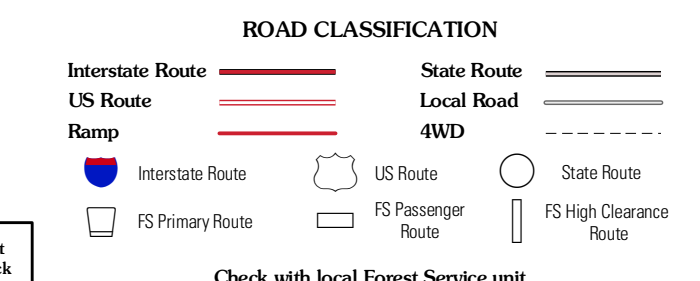 ROAD CLASSIFICATION
Interstate Route State Route
US Route Local Road
Ramp 4WD
Interstate Route US Route State Route
FS Primary Route FS Passenger Route FS High Clearance Route
Check with local Forest Service unit